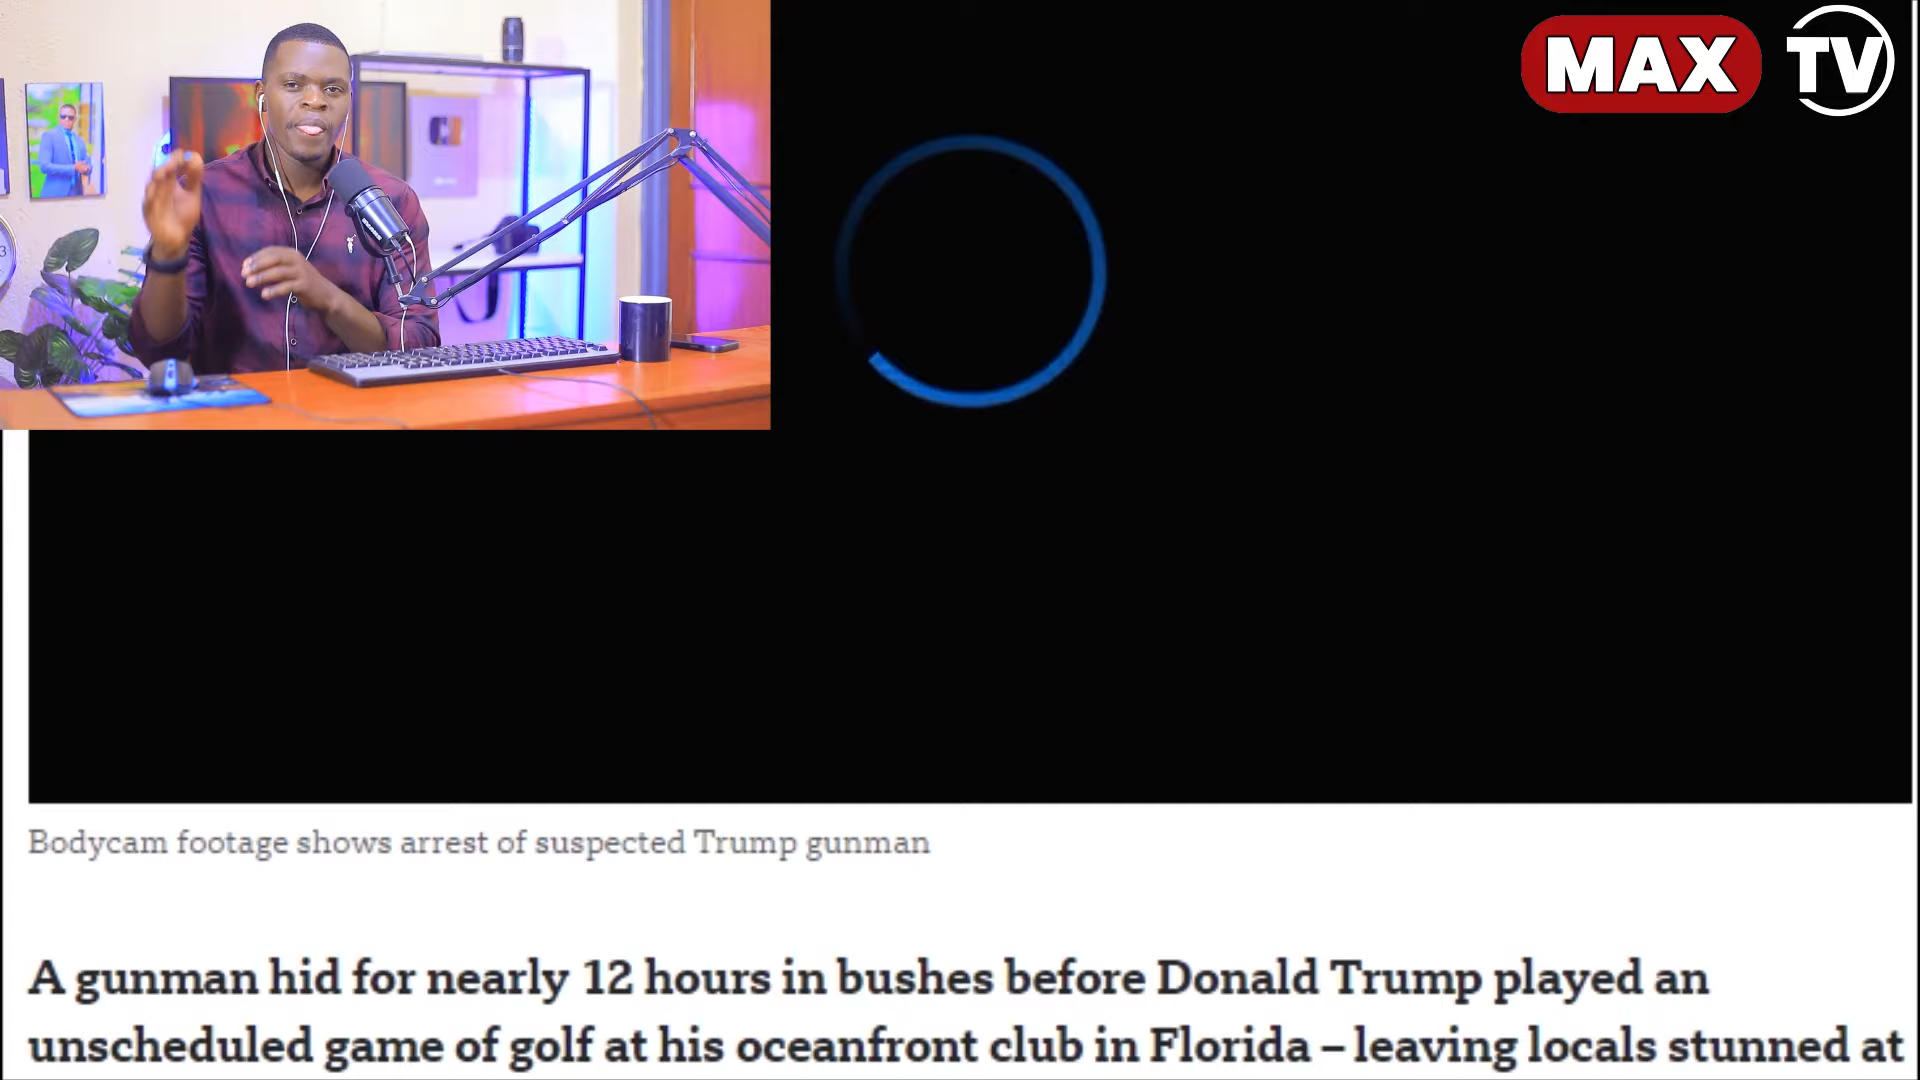 MAX TV
Bodycam footage shows arrest of suspected Trump gunman
A gunman hid for nearly 12 hours in bushes before Donald Trump played an
unscheduled game of golf at his oceanfront club in Florida – leaving locals stunned at